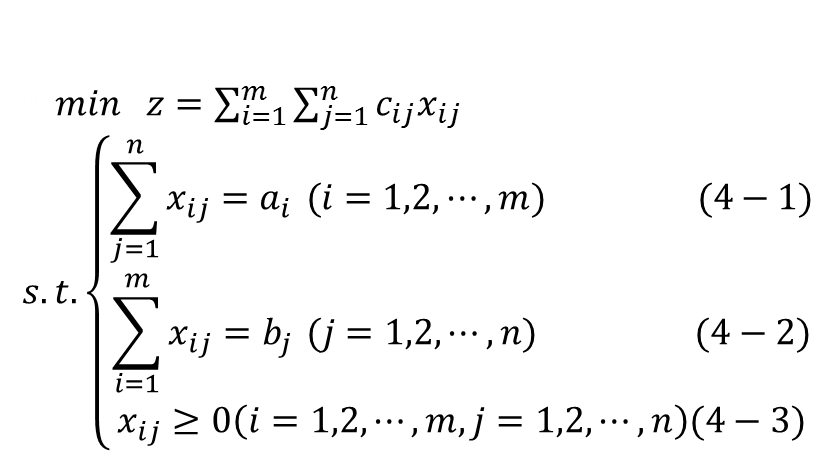 min z = ∑_{i=1}^{m} ∑_{j=1}^{n} c_{ij}x_{ij}
s.t. { ∑_{j=1}^{n} x_{ij} = a_i (i = 1,2,⋯,m) (4−1)
∑_{i=1}^{m} x_{ij} = b_j (j = 1,2,⋯,n) (4−2)
x_{ij} ≥ 0(i = 1,2,⋯,m,j = 1,2,⋯,n)(4−3)